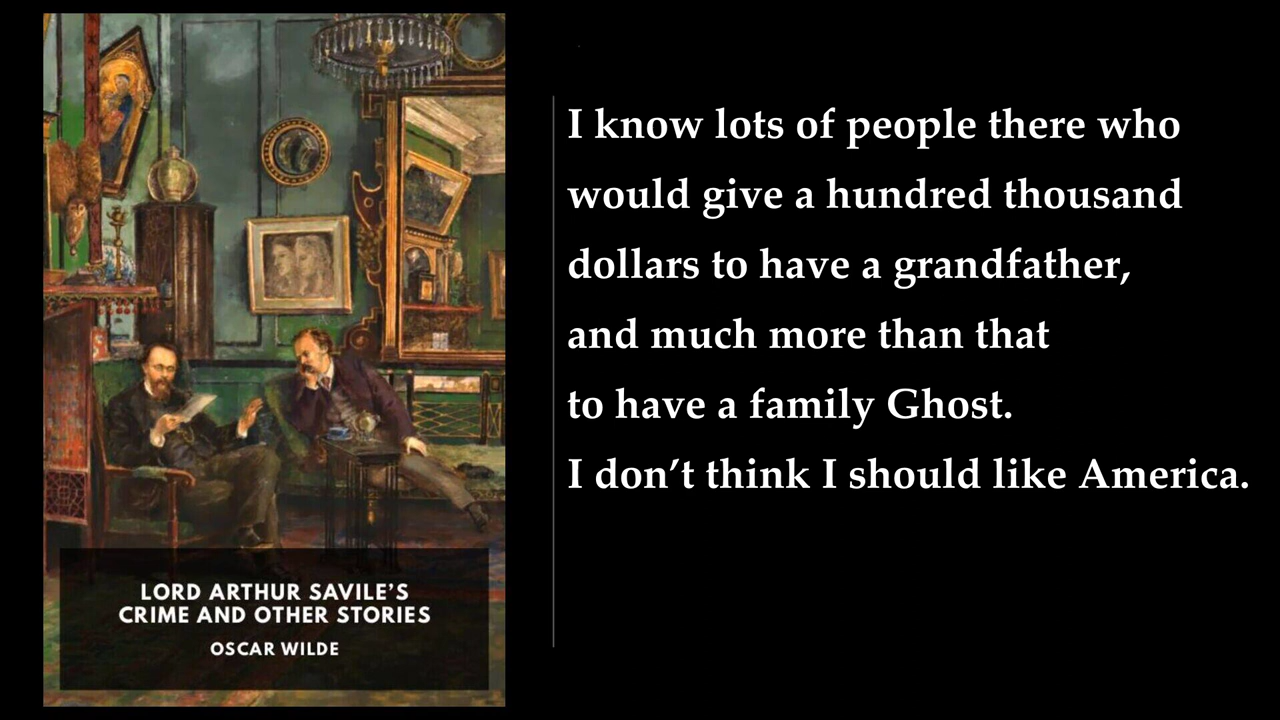 LORD ARTHUR SAVILE’S
CRIME AND OTHER STORIES
OSCAR WILDE
I know lots of people there who
would give a hundred thousand
dollars to have a grandfather,
and much more than that
to have a family Ghost.
I don’t think I should like America.